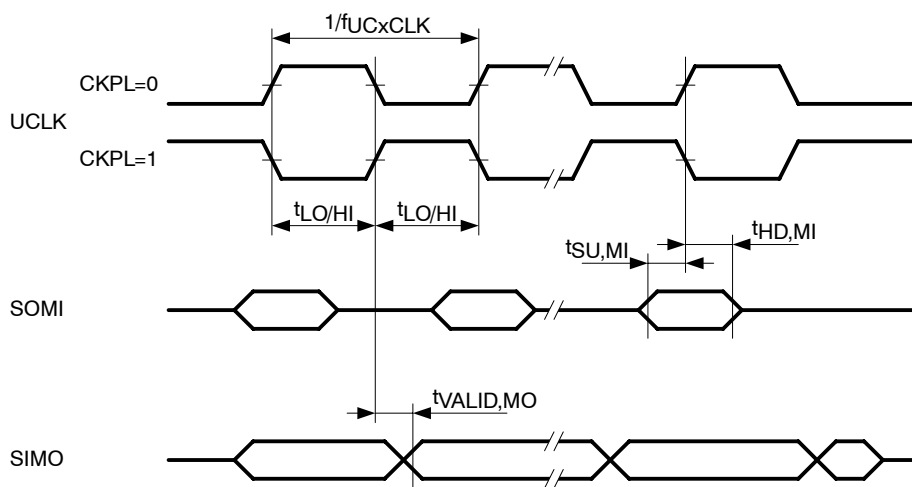 1/fUCxCLK
CKPL=0
UCLK
CKPL=1
tLO/HI tLO/HI
tHD,MI
tSU,MI
SOMI
tVALID,MO
SIMO